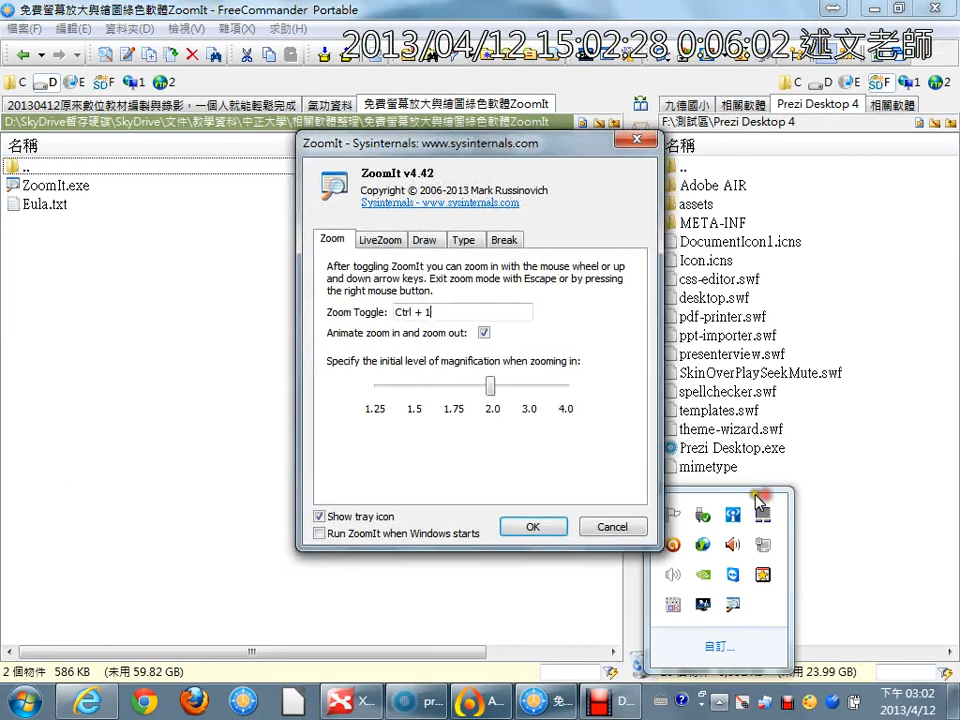 免費螢幕放大與繪圖綠色軟體ZoomIt - FreeCommander Portable
檔案(F) 編輯(E) 資料夾(D) 檢視(V) 雜項(X) 求助(H)
2013/04/12 15:02:28 0:06:02 述文老師
C D E F 1 2
C D E F 1 2
20130412原來數位教材編製與錄影,一個人就能輕鬆完成 氣功資料 免費螢幕放大與繪圖綠色軟體ZoomIt
九德國小 相關軟體 Prezi Desktop 4 相關軟體
D:\SkyDrive暫存硬碟\SkyDrive\文件\教學資料\中正大學\相關軟體整理\免費螢幕放大與繪圖綠色軟體ZoomIt
F:\測試區\Prezi Desktop 4
名稱
..
ZoomIt.exe
Eula.txt
ZoomIt - Sysinternals: www.sysinternals.com
ZoomIt v4.42
Copyright © 2006-2013 Mark Russinovich
Sysinternals - www.sysinternals.com
Zoom LiveZoom Draw Type Break
After toggling ZoomIt you can zoom in with the mouse wheel or up
and down arrow keys. Exit zoom mode with Escape or by pressing
the right mouse button.
Zoom Toggle: Ctrl + 1
Animate zoom in and zoom out:
Specify the initial level of magnification when zooming in:
1.25 1.5 1.75 2.0 3.0 4.0
Show tray icon
Run ZoomIt when Windows starts
OK Cancel
名稱
..
Adobe AIR
assets
META-INF
DocumentIcon1.icns
Icon.icns
css-editor.swf
desktop.swf
pdf-printer.swf
ppt-importer.swf
presenterview.swf
SkinOverPlaySeekMute.swf
spellchecker.swf
templates.swf
theme-wizard.swf
Prezi Desktop.exe
mimetype
自訂...
2 個物件 586 KB (未用 59.82 GB)
23.99 GB)
X... pr... A... 免... D...
下午 03:02
2013/4/12